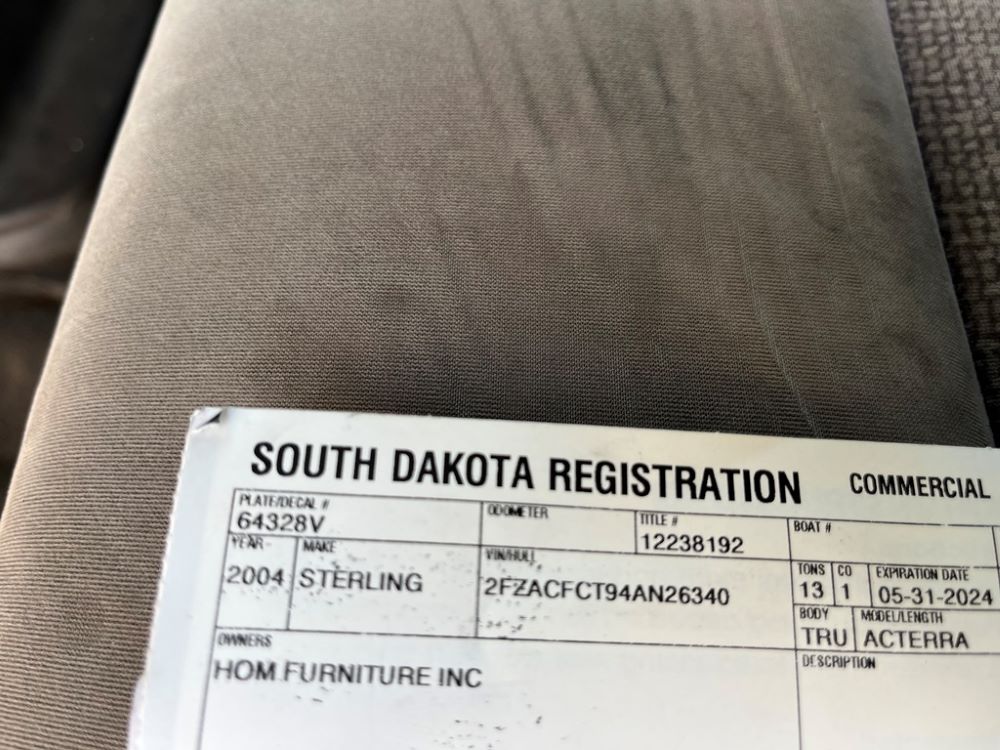 SOUTH DAKOTA REGISTRATION COMMERCIAL
PLATE/DECAL # ODOMETER TITLE # BOAT #
64328V 12238192
YEAR MAKE VIN/HULL TONS CO EXPIRATION DATE
2004 STERLING 2FZACFCT94AN26340 13 1 05-31-2024
BODY MODEL/LENGTH
TRU ACTERRA
OWNERS DESCRIPTION
HOM FURNITURE INC